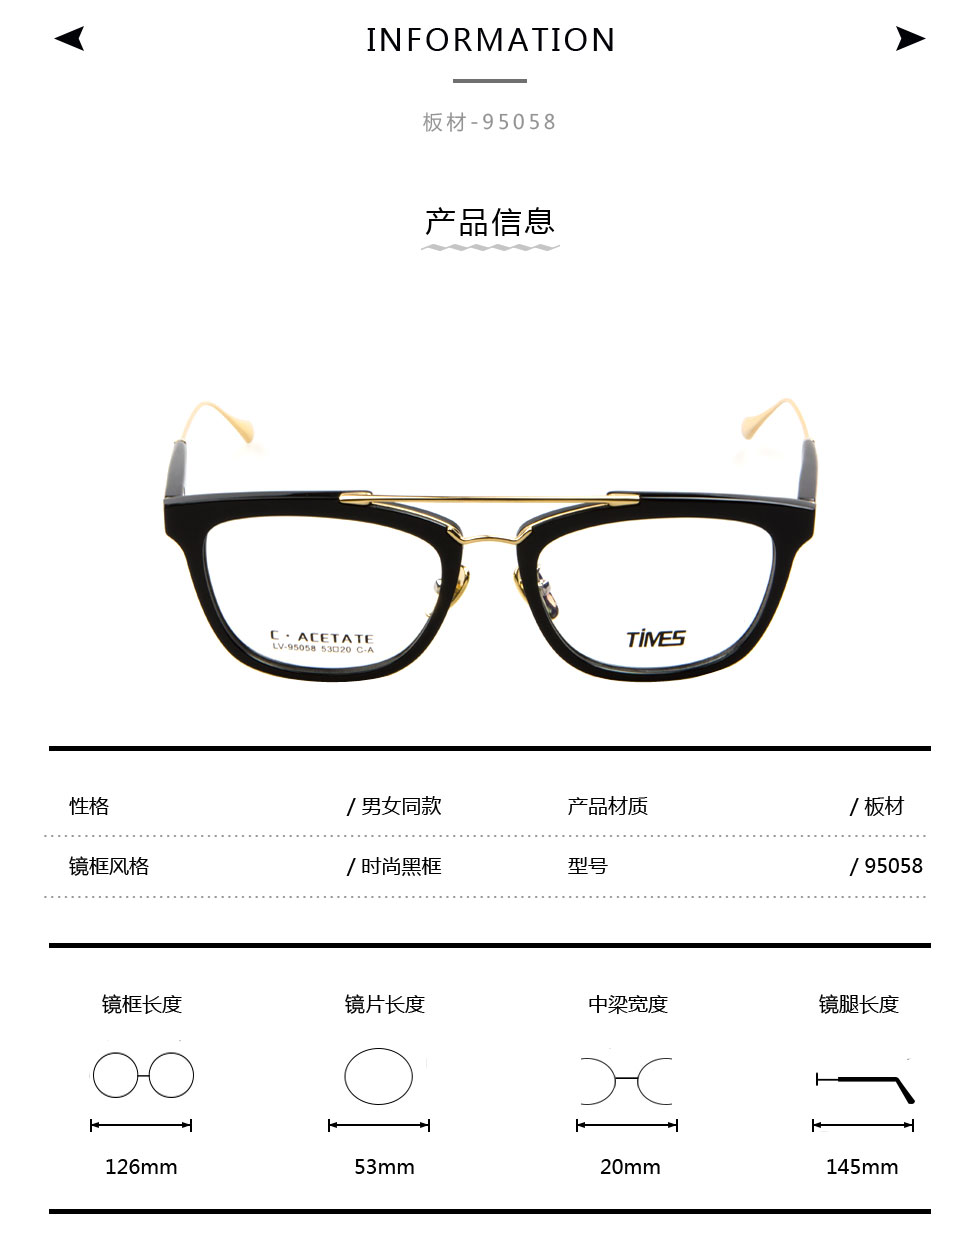 INFORMATION
板材-95058
产品信息
C · ACETATE
LV-95058 53□20 C-A
TiMES
性格 / 男女同款 产品材质 / 板材
镜框风格 / 时尚黑框 型号 / 95058
镜框长度 镜片长度 中梁宽度 镜腿长度
126mm 53mm 20mm 145mm